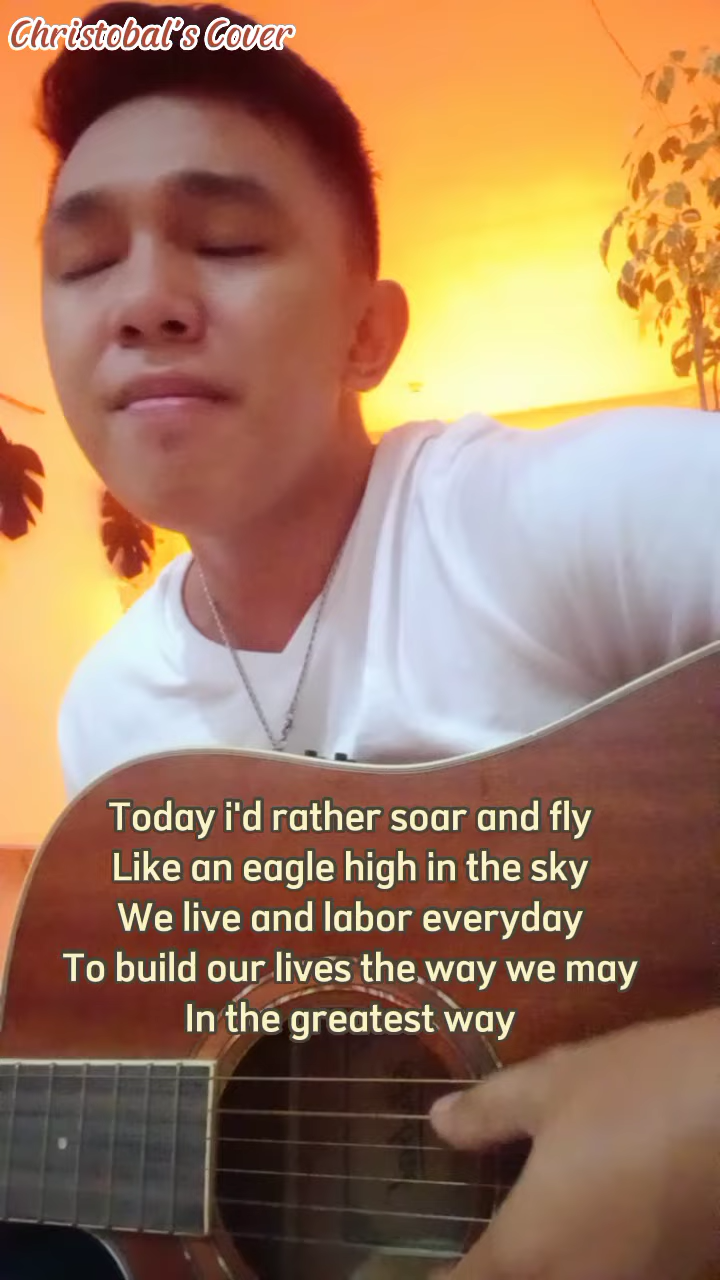 Christobal's Cover
Today i'd rather soar and fly
Like an eagle high in the sky
We live and labor everyday
To build our lives the way we may
In the greatest way